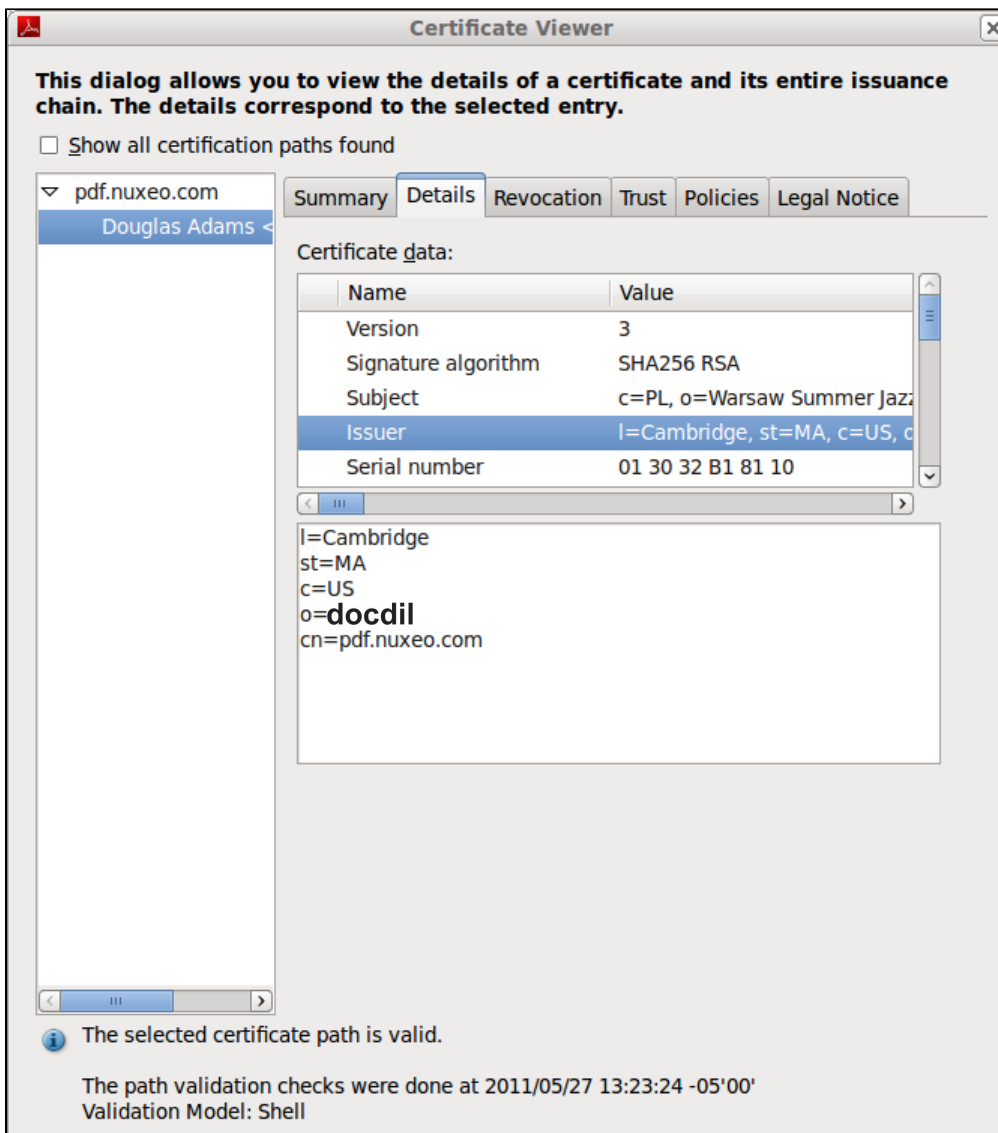 Certificate Viewer
This dialog allows you to view the details of a certificate and its entire issuance
chain. The details correspond to the selected entry.
Show all certification paths found
pdf.nuxeo.com
Douglas Adams <
Summary Details Revocation Trust Policies Legal Notice
Certificate data:
Name Value
Version 3
Signature algorithm SHA256 RSA
Subject c=PL, o=Warsaw Summer Jazz
Issuer l=Cambridge, st=MA, c=US, o
Serial number 01 30 32 B1 81 10
l=Cambridge
st=MA
c=US
o=docdil
cn=pdf.nuxeo.com
The selected certificate path is valid.
The path validation checks were done at 2011/05/27 13:23:24 -05'00'
Validation Model: Shell